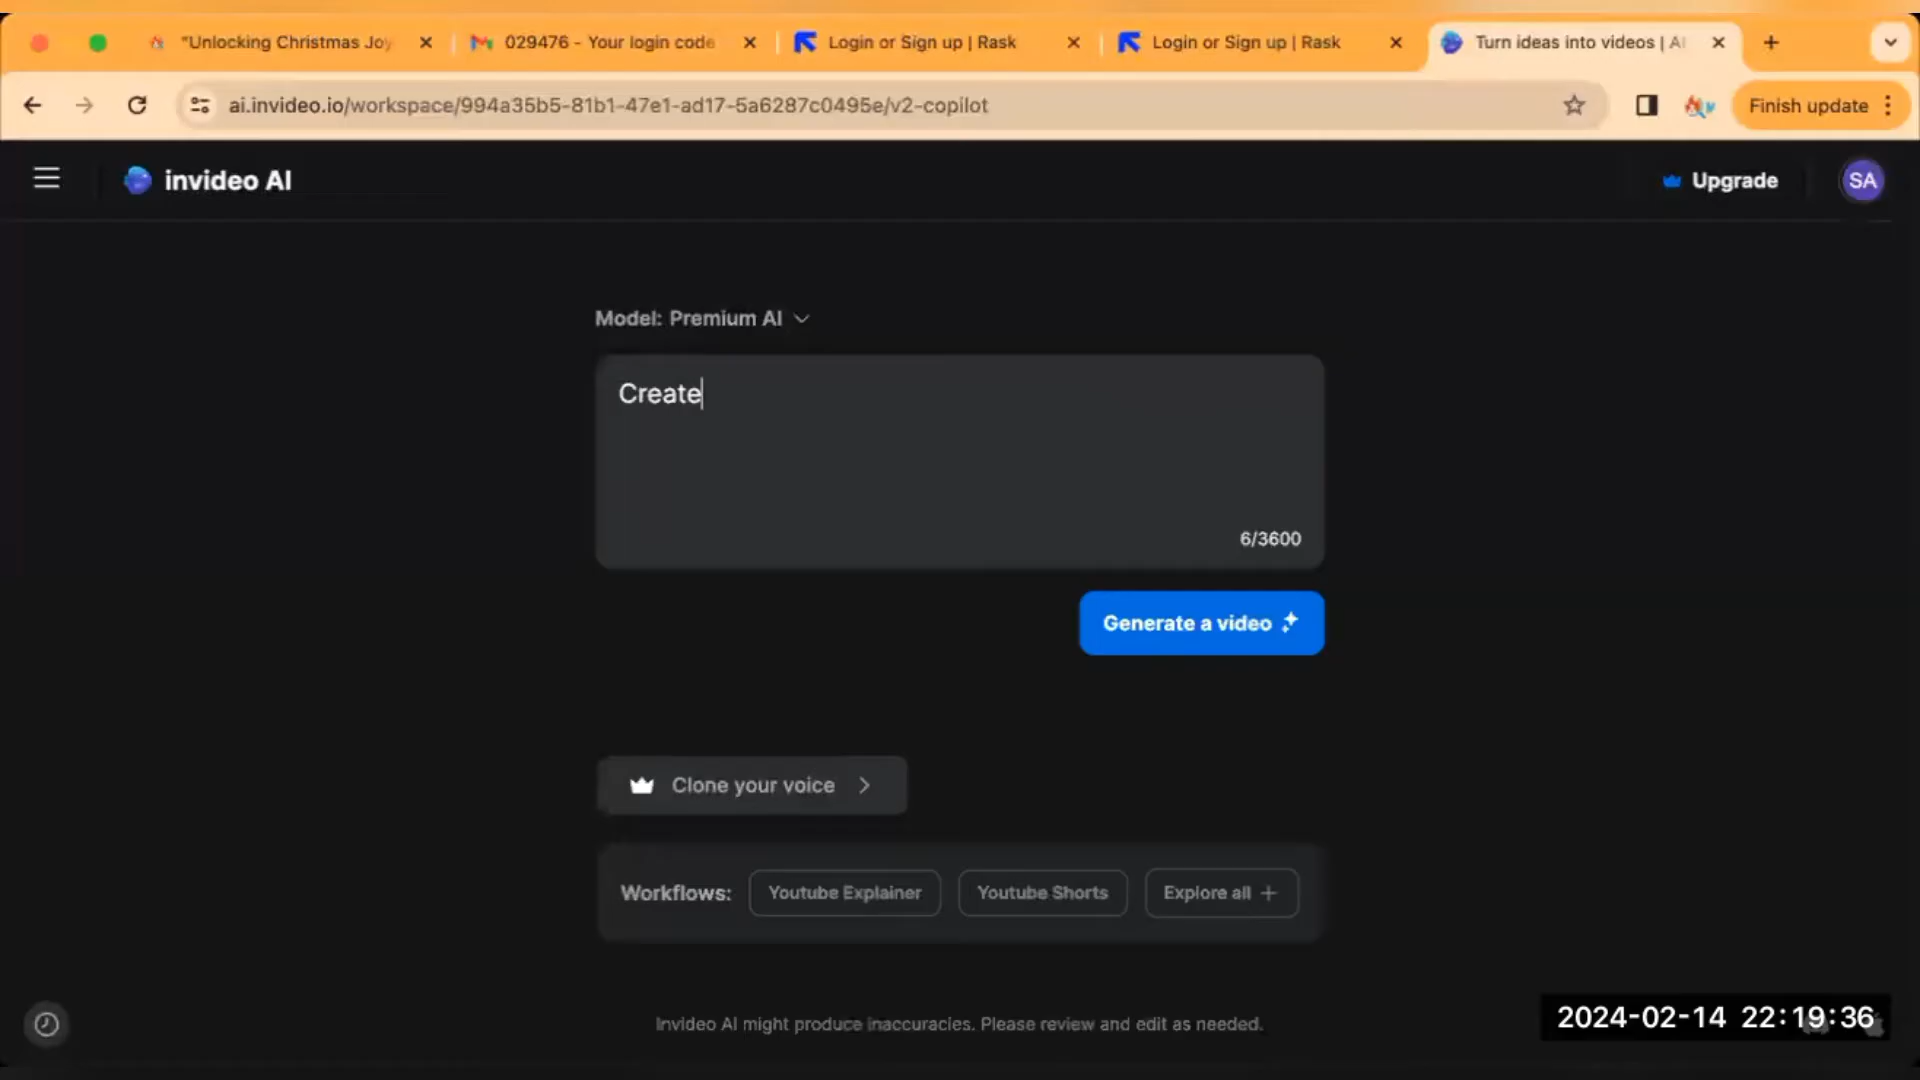 "Unlocking Christmas Joy
029476 - Your login code
Login or Sign up | Rask
Login or Sign up | Rask
Turn ideas into videos | AI
ai.invideo.io/workspace/994a35b5-81b1-47e1-ad17-5a6287c0495e/v2-copilot
Finish update
invideo AI
Upgrade
SA
Model: Premium AI
Create
6/3600
Generate a video
Clone your voice
Workflows:
Youtube Explainer
Youtube Shorts
Explore all +
Invideo AI might produce inaccuracies. Please review and edit as needed.
2024-02-14 22:19:36